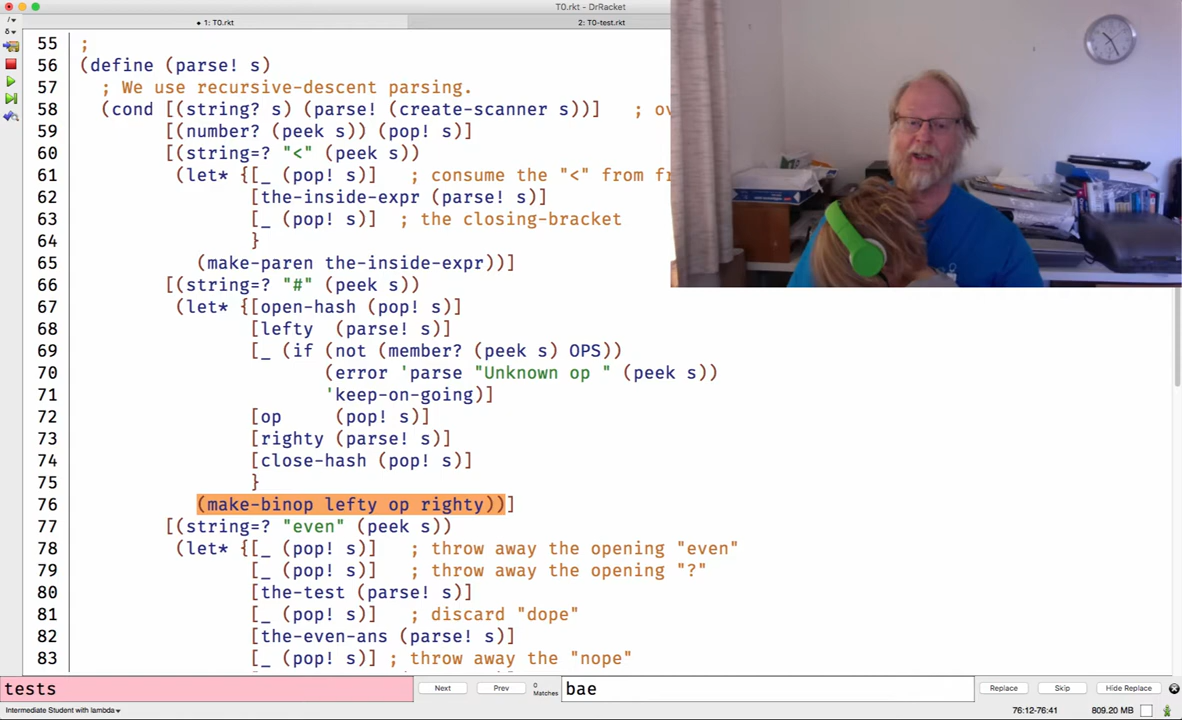 T0.rkt - DrRacket
1: T0.rkt
2: T0-test.rkt
55 ;
56 (define (parse! s)
57 ; We use recursive-descent parsing.
58 (cond [(string? s) (parse! (create-scanner s))] ; ov
59 [(number? (peek s)) (pop! s)]
60 [(string=? "<" (peek s))
61 (let* {[_ (pop! s)] ; consume the "<" from fr
62 [the-inside-expr (parse! s)]
63 [_ (pop! s)] ; the closing-bracket
64 }
65 (make-paren the-inside-expr))]
66 [(string=? "#" (peek s))
67 (let* {[open-hash (pop! s)]
68 [lefty (parse! s)]
69 [_ (if (not (member? (peek s) OPS))
70 (error 'parse "Unknown op " (peek s))
71 'keep-on-going)]
72 [op (pop! s)]
73 [righty (parse! s)]
74 [close-hash (pop! s)]
75 }
76 (make-binop lefty op righty))]
77 [(string=? "even" (peek s))
78 (let* {[_ (pop! s)] ; throw away the opening "even"
79 [_ (pop! s)] ; throw away the opening "?"
80 [the-test (parse! s)]
81 [_ (pop! s)] ; discard "dope"
82 [the-even-ans (parse! s)]
83 [_ (pop! s)] ; throw away the "nope"
tests
Next
Prev
0
Matches
bae
Replace
Skip
Hide Replace
Intermediate Student with lambda
76:12-76:41
809.20 MB